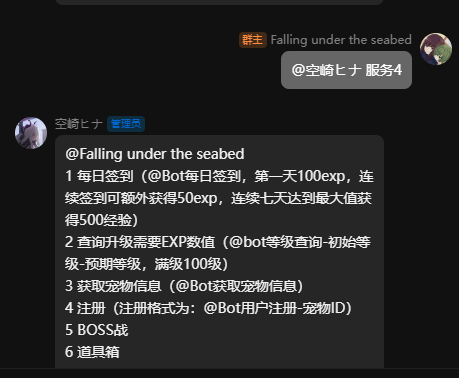 群主 Falling under the seabed
@空崎ヒナ 服务4
空崎ヒナ 管理员
@Falling under the seabed
1 每日签到（@Bot每日签到，第一天100exp，连
续签到可额外获得50exp，连续七天达到最大值获
得500经验）
2 查询升级需要EXP数值（@bot等级查询-初始等
级-预期等级，满级100级）
3 获取宠物信息（@Bot获取宠物信息）
4 注册（注册格式为：@Bot用户注册-宠物ID）
5 BOSS战
6 道具箱